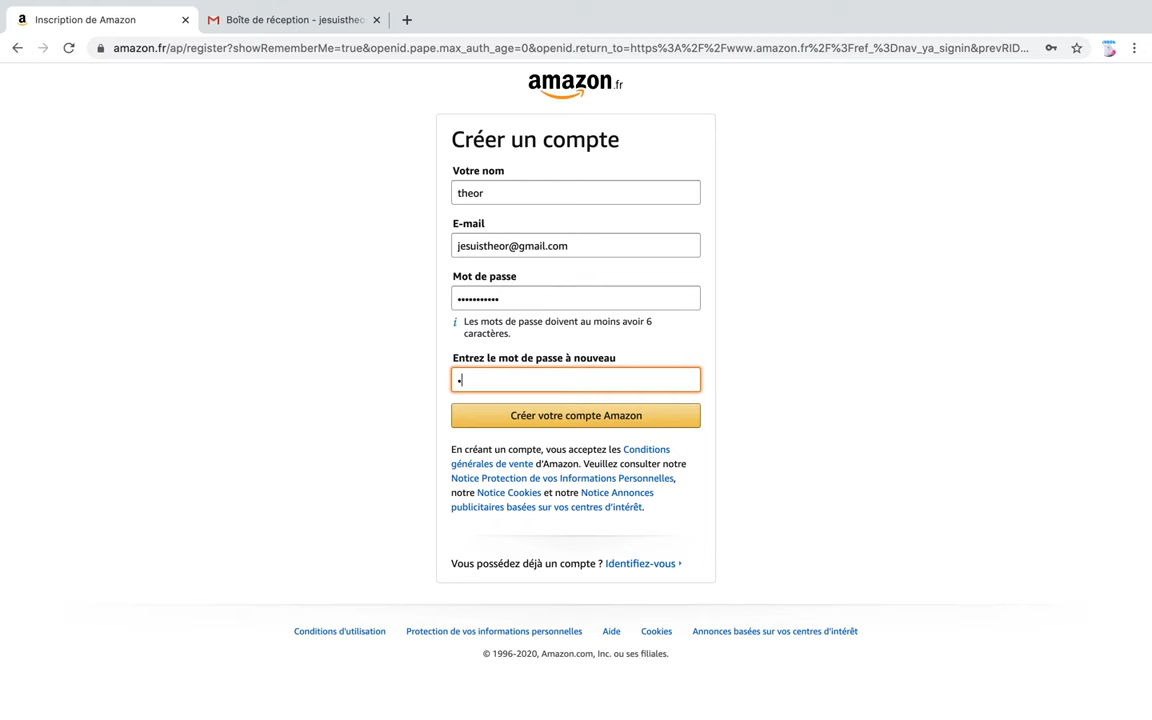 Inscription de Amazon
Boîte de réception - jesuistheo
amazon.fr/ap/register?showRememberMe=true&openid.pape.max_auth_age=0&openid.return_to=https%3A%2F%2Fwww.amazon.fr%2F%3Fref_%3Dnav_ya_signin&prevRID...
amazon.fr
Créer un compte
Votre nom
theor
E-mail
jesuistheor@gmail.com
Mot de passe
•••••••••••
i Les mots de passe doivent au moins avoir 6
caractères.
Entrez le mot de passe à nouveau
•
Créer votre compte Amazon
En créant un compte, vous acceptez les Conditions
générales de vente d'Amazon. Veuillez consulter notre
Notice Protection de vos Informations Personnelles,
notre Notice Cookies et notre Notice Annonces
publicitaires basées sur vos centres d'intérêt.
Vous possédez déjà un compte ? Identifiez-vous
Conditions d'utilisation Protection de vos informations personnelles Aide Cookies Annonces basées sur vos centres d'intérêt
© 1996-2020, Amazon.com, Inc. ou ses filiales.